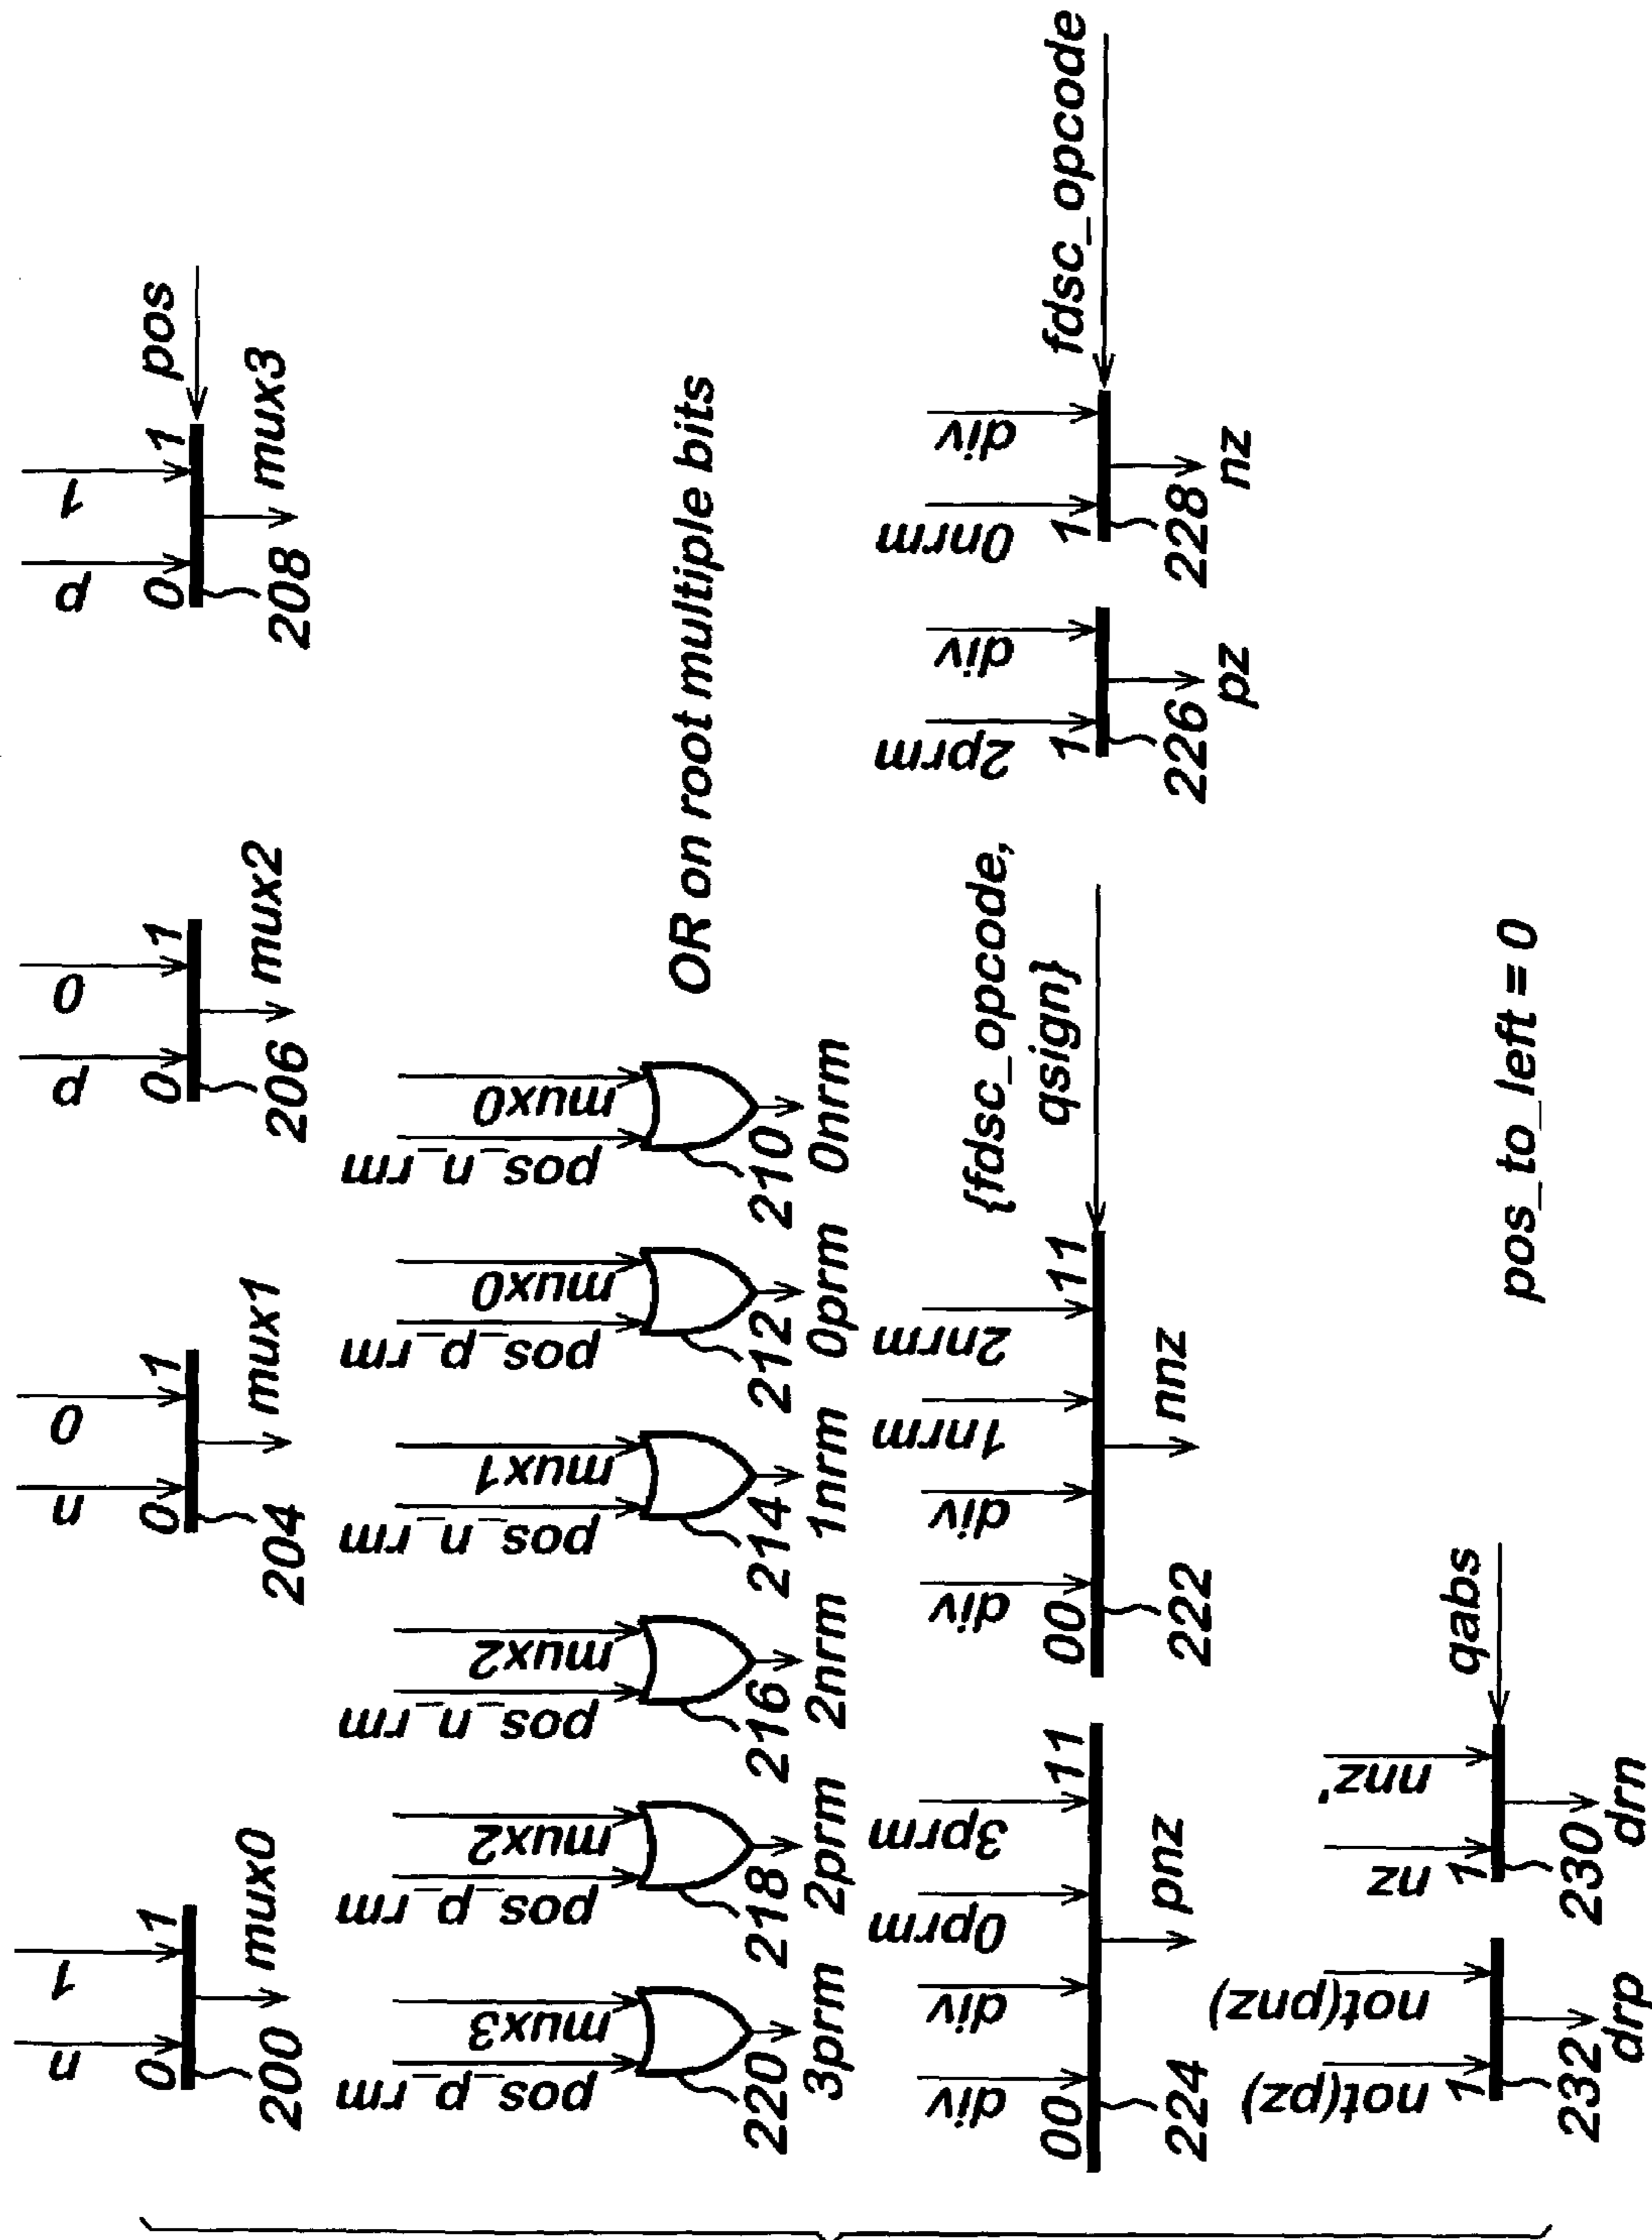 n 1 n 0 p 0 p 1
pos
0 1 0 1 0 1 0 1
200 mux0 204 mux1 206 mux2 208 mux3
pos_p_rm mux3 pos_p_rm mux2 pos_n_rm mux2 pos_n_rm mux1 pos_p_rm mux0 pos_n_rm mux0
OR on root multiple bits
220 218 216 214 212 210
3prm 2prm 2nrm 1nrm 0prm 0nrm
div div 0prm 3prm div div 1nrm 2nrm 2prm div 0nrm div
{fdsc_opcode,
qsign}
fdsc_opcode
00 11 00 11 1 1
224 pnz 222 nnz 226 pz 228 nz
not(pz) not(pnz) nz nnz'
qabs
1 1
232 drp 230 drn
pos_to_left = 0